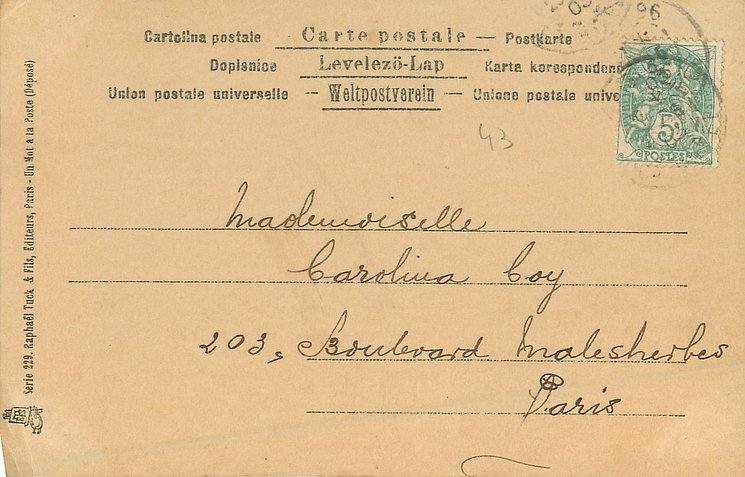 Cartolina postale — Carte postale — Postkarte
Dopisnice Levelező-Lap Karta korespondenc
Union postale universelle — Weltpostverein — Unione postale unive
5
POSTES
43
Mademoiselle
Carolina Coy
203, Boulevard Malesherbes
Paris
Serie 229. Raphaël Tuck & Fils, Editeurs, Paris - Un Mot à la Poste (Déposé)